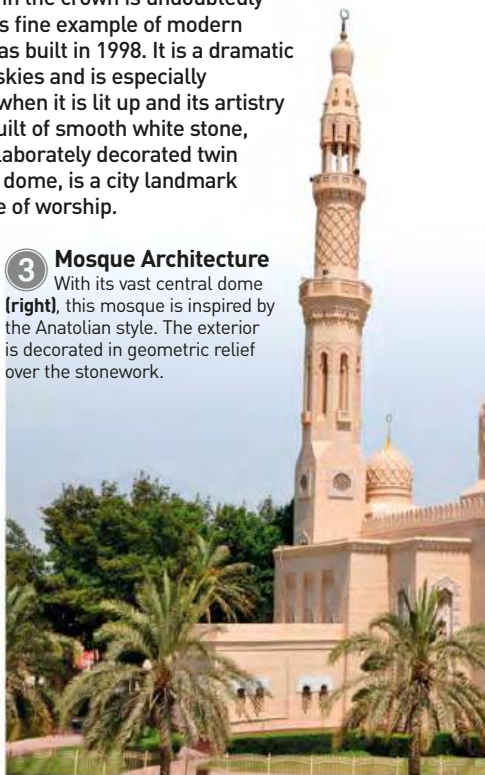 in the crown is undoubtedly
s fine example of modern
as built in 1998. It is a dramatic
skies and is especially
when it is lit up and its artistry
uilt of smooth white stone,
laborately decorated twin
dome, is a city landmark
e of worship.
3 Mosque Architecture
With its vast central dome
(right), this mosque is inspired by
the Anatolian style. The exterior
is decorated in geometric relief
over the stonework.